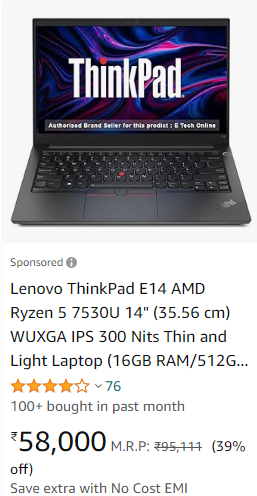 ThinkPad
Authorised Brand Seller for this prodict : E Tech Online
ThinkPad
Sponsored
Lenovo ThinkPad E14 AMD
Ryzen 5 7530U 14" (35.56 cm)
WUXGA IPS 300 Nits Thin and
Light Laptop (16GB RAM/512G...
76
100+ bought in past month
₹58,000 M.R.P: ₹95,111 (39%
off)
Save extra with No Cost EMI